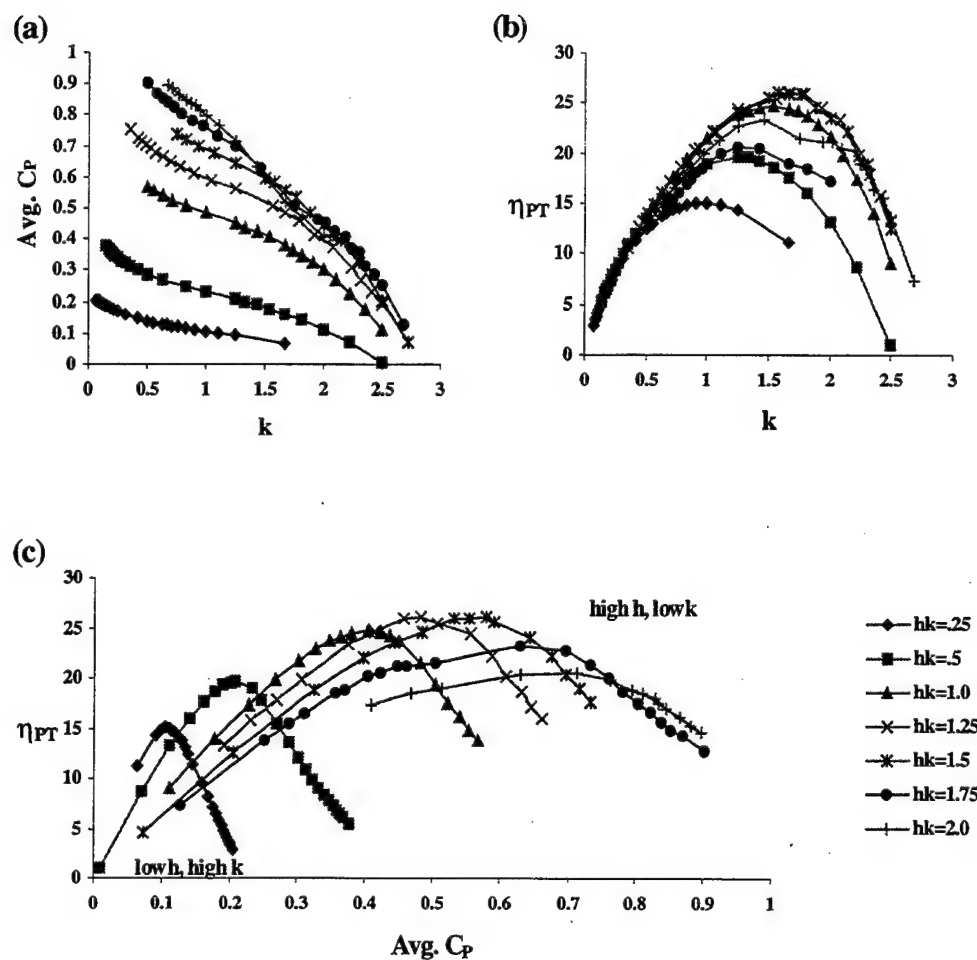 (a)
1
0.9
0.8
0.7
0.6
0.5
0.4
0.3
0.2
0.1
0
Avg. CP
0 0.5 1 1.5 2 2.5 3
k
(b)
30
25
20
15
10
5
0
ηPT
0 0.5 1 1.5 2 2.5 3
k
(c)
30
25
20
15
10
5
0
ηPT
high h, low k
low h, high k
0 0.1 0.2 0.3 0.4 0.5 0.6 0.7 0.8 0.9 1
Avg. CP
hk=.25
hk=.5
hk=1.0
hk=1.25
hk=1.5
hk=1.75
hk=2.0